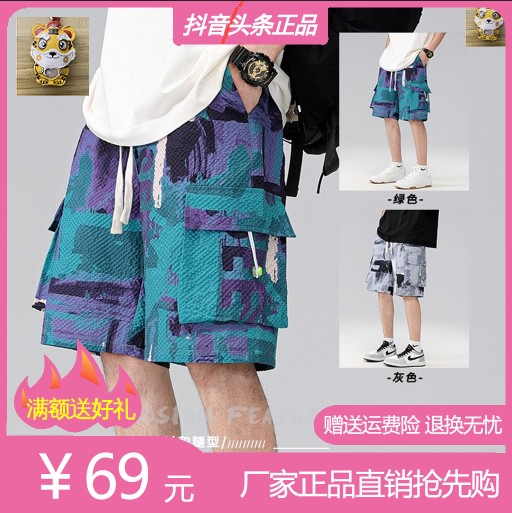 抖音头条正品
-绿色-
-灰色-
满额送好礼
赠送运费险 退换无忧
￥69元
厂家正品直销抢先购